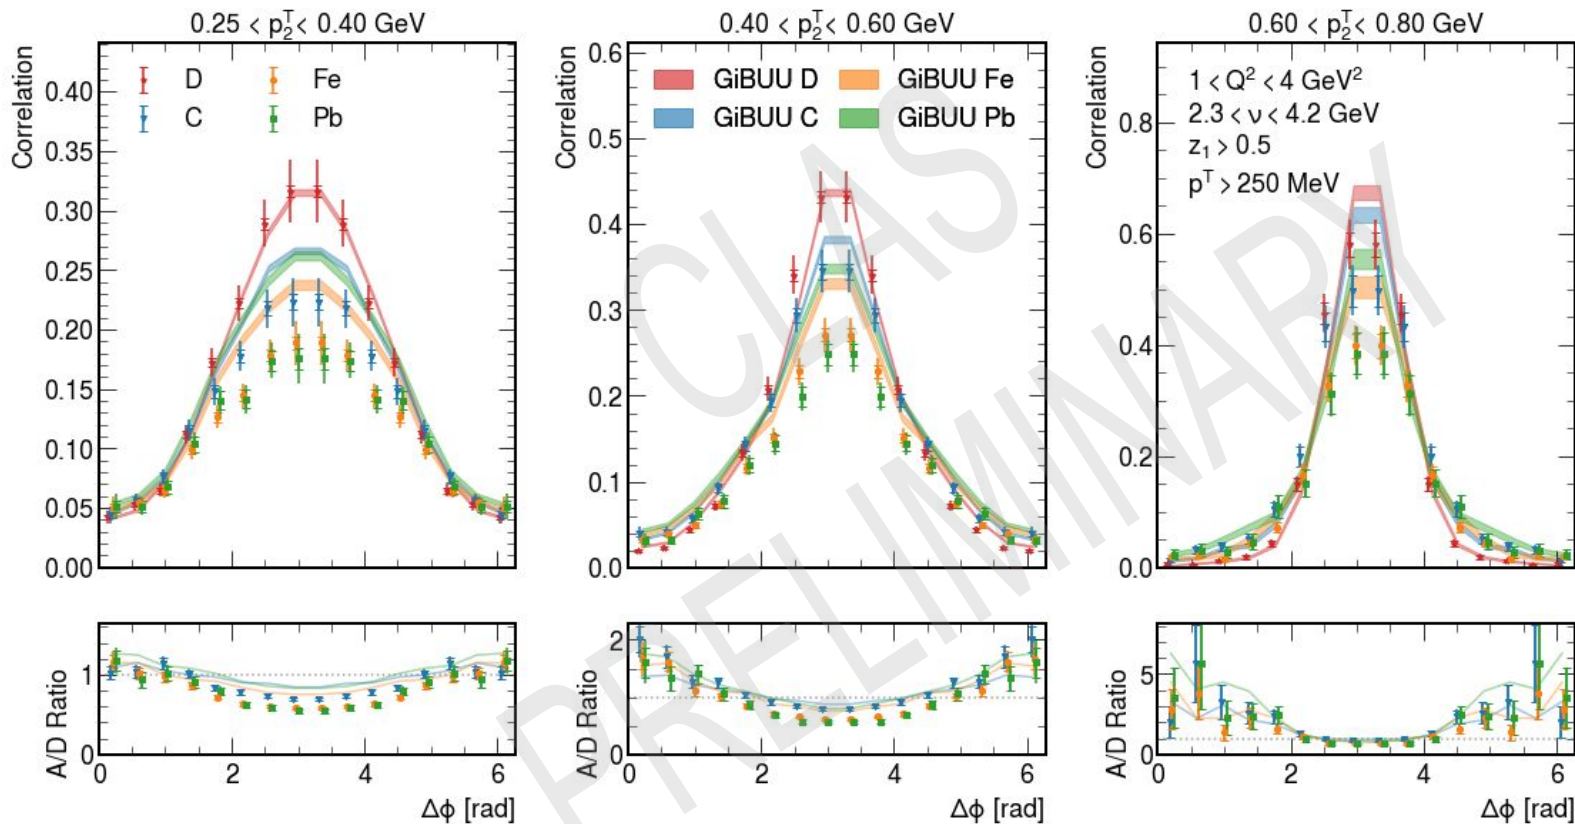 0.25 < p₂ᵀ < 0.40 GeV
Correlation
0.40
0.35
0.30
0.25
0.20
0.15
0.10
0.05
0.00
D
C
Fe
Pb
A/D Ratio
1
0
0 2 4 6
Δϕ [rad]
0.40 < p₂ᵀ < 0.60 GeV
Correlation
0.6
0.5
0.4
0.3
0.2
0.1
0.0
GiBUU D
GiBUU C
GiBUU Fe
GiBUU Pb
A/D Ratio
2
1
0
0 2 4 6
Δϕ [rad]
0.60 < p₂ᵀ < 0.80 GeV
Correlation
0.8
0.6
0.4
0.2
0.0
1 < Q² < 4 GeV²
2.3 < ν < 4.2 GeV
z₁ > 0.5
pᵀ > 250 MeV
A/D Ratio
5
0
0 2 4 6
Δϕ [rad]
CLAS
PRELIMINARY